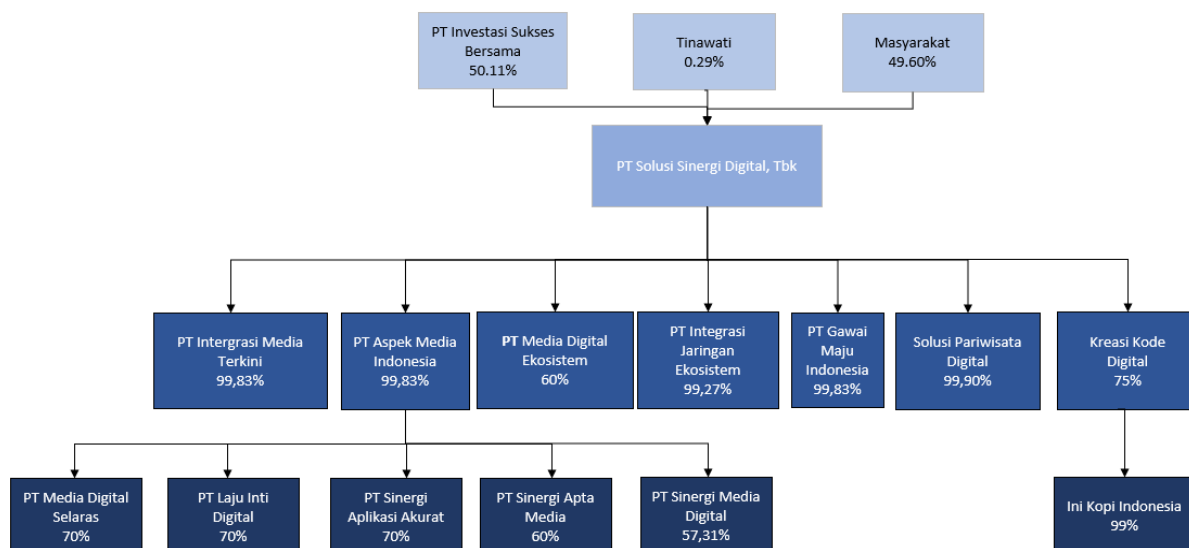 PT Investasi Sukses
Bersama
50.11%
Tinawati
0.29%
Masyarakat
49.60%
PT Solusi Sinergi Digital, Tbk
PT Intergrasi Media
Terkini
99,83%
PT Aspek Media
Indonesia
99,83%
PT Media Digital
Ekosistem
60%
PT Integrasi
Jaringan
Ekosistem
99,27%
PT Gawai
Maju
Indonesia
99,83%
Solusi Pariwisata
Digital
99,90%
Kreasi Kode
Digital
75%
PT Media Digital
Selaras
70%
PT Laju Inti
Digital
70%
PT Sinergi
Aplikasi Akurat
70%
PT Sinergi Apta
Media
60%
PT Sinergi Media
Digital
57,31%
Ini Kopi Indonesia
99%